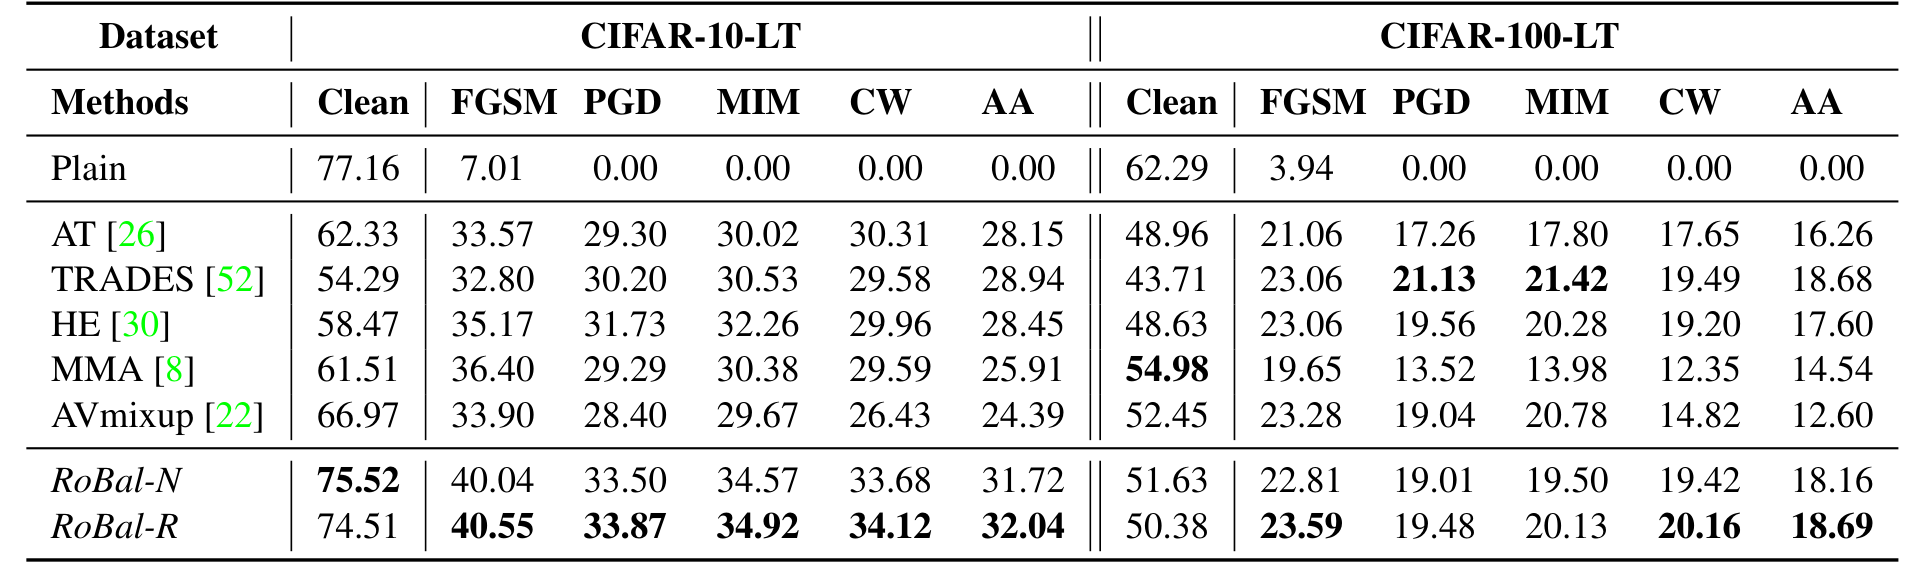 Dataset CIFAR-10-LT CIFAR-100-LT
Methods Clean FGSM PGD MIM CW AA Clean FGSM PGD MIM CW AA
Plain 77.16 7.01 0.00 0.00 0.00 0.00 62.29 3.94 0.00 0.00 0.00 0.00
AT [26] 62.33 33.57 29.30 30.02 30.31 28.15 48.96 21.06 17.26 17.80 17.65 16.26
TRADES [52] 54.29 32.80 30.20 30.53 29.58 28.94 43.71 23.06 21.13 21.42 19.49 18.68
HE [30] 58.47 35.17 31.73 32.26 29.96 28.45 48.63 23.06 19.56 20.28 19.20 17.60
MMA [8] 61.51 36.40 29.29 30.38 29.59 25.91 54.98 19.65 13.52 13.98 12.35 14.54
AVmixup [22] 66.97 33.90 28.40 29.67 26.43 24.39 52.45 23.28 19.04 20.78 14.82 12.60
RoBal-N 75.52 40.04 33.50 34.57 33.68 31.72 51.63 22.81 19.01 19.50 19.42 18.16
RoBal-R 74.51 40.55 33.87 34.92 34.12 32.04 50.38 23.59 19.48 20.13 20.16 18.69